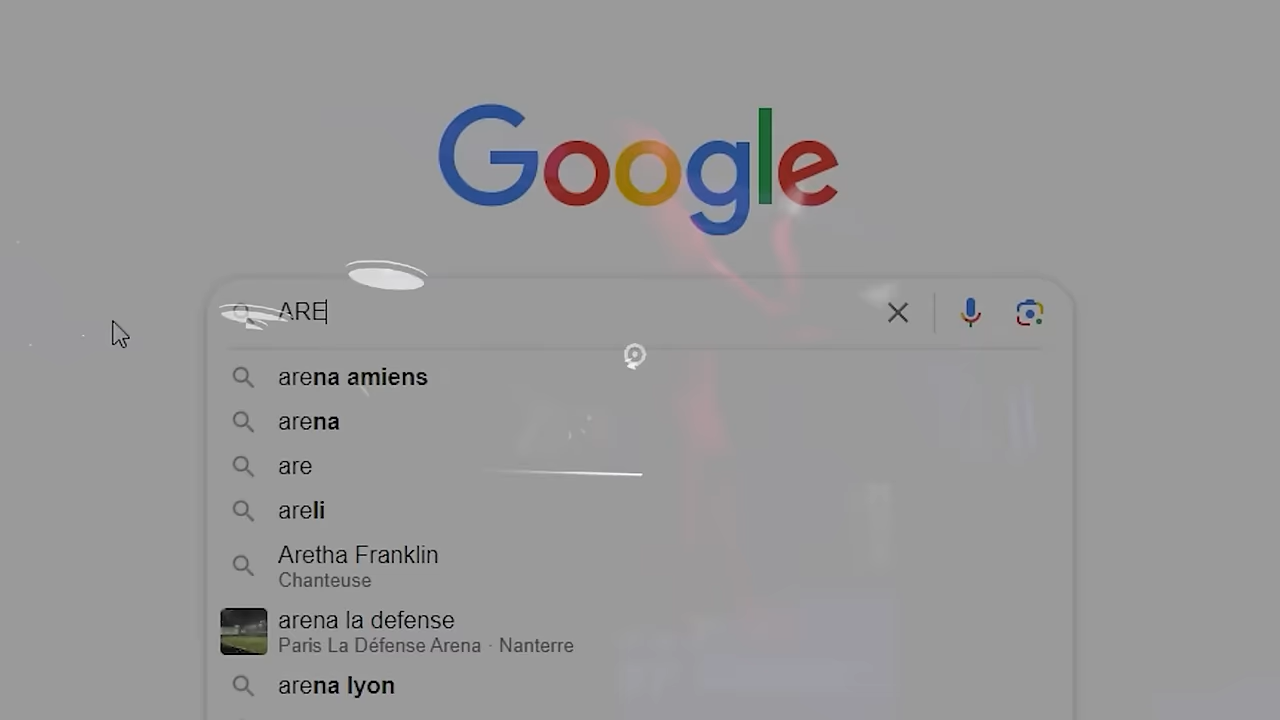 Google
ARE
arena amiens
arena
are
areli
Aretha Franklin
Chanteuse
arena la defense
Paris La Défense Arena · Nanterre
arena lyon